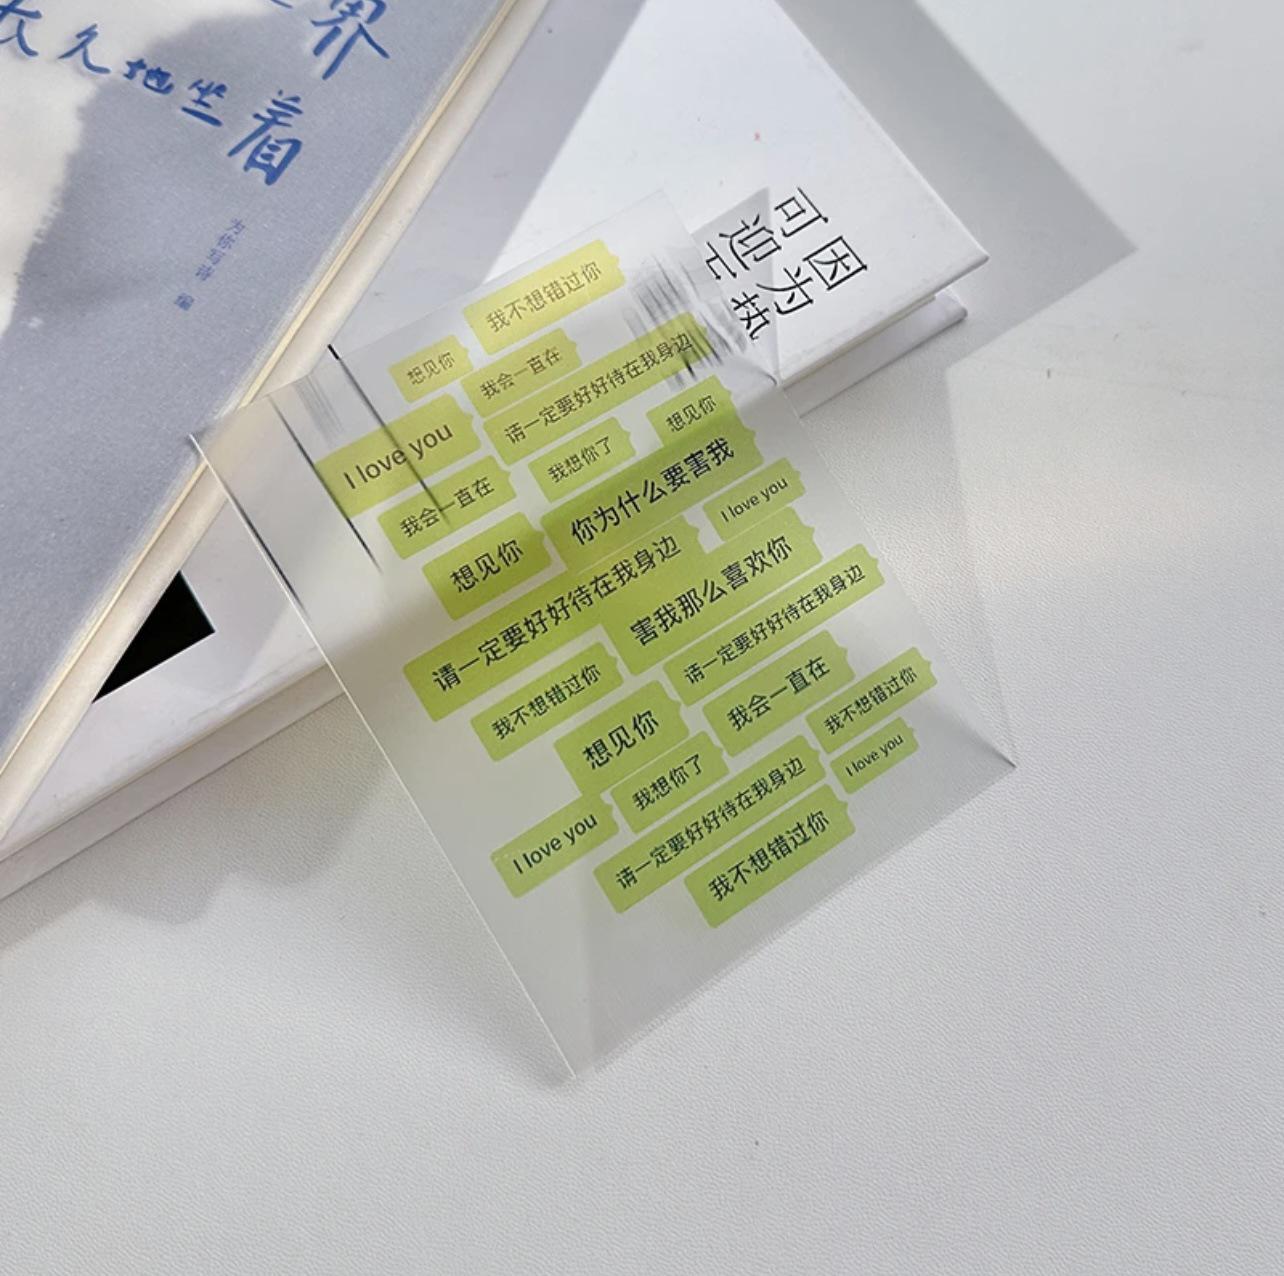 界
太久地坐着
为你写诗 编
因为
可迎
执
我不想错过你
想见你
我会一直在
请一定要好好待在我身边
I love you
我想你了
想见你
我会一直在
你为什么要害我
I love you
想见你
害我那么喜欢你
请一定要好好待在我身边
请一定要好好待在我身边
我不想错过你
想见你
我会一直在
我不想错过你
我想你了
I love you
I love you
请一定要好好待在我身边
我不想错过你